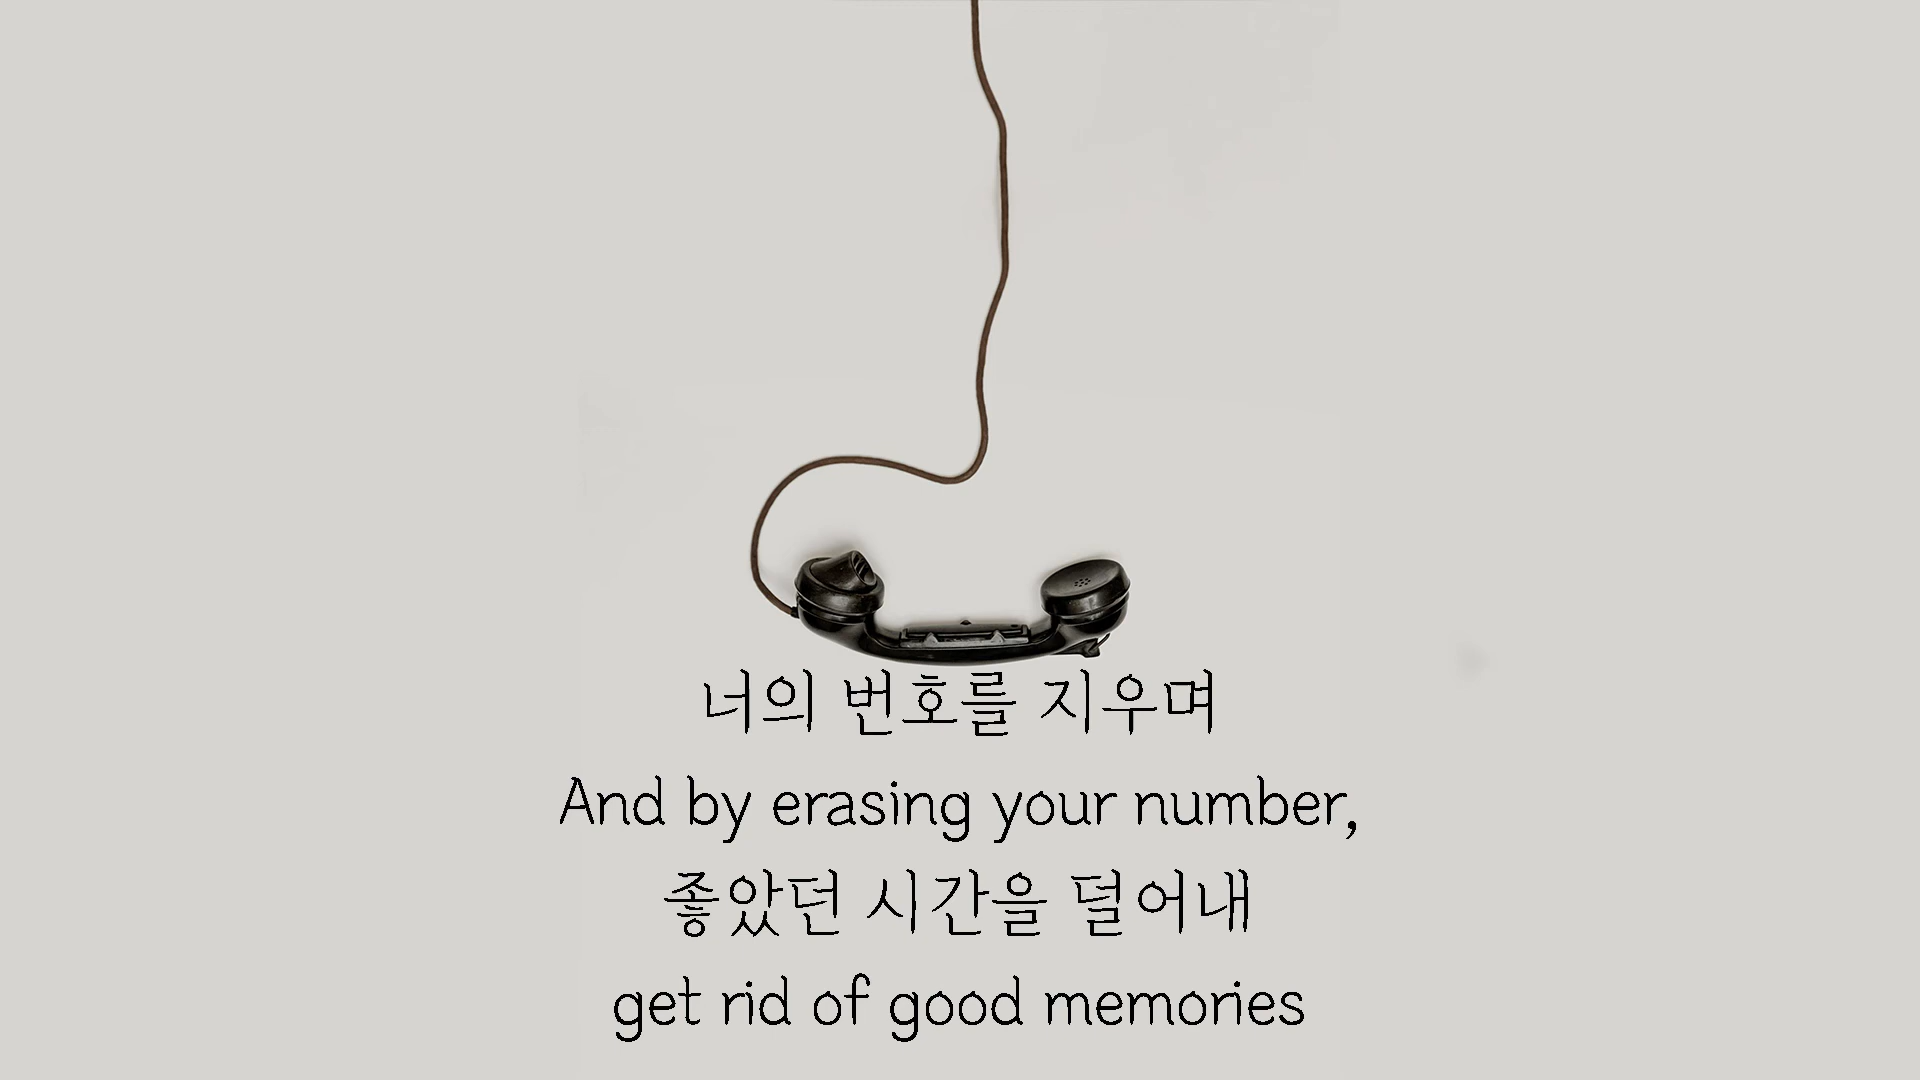 너의 번호를 지우며
And by erasing your number,
좋았던 시간을 덜어내
get rid of good memories